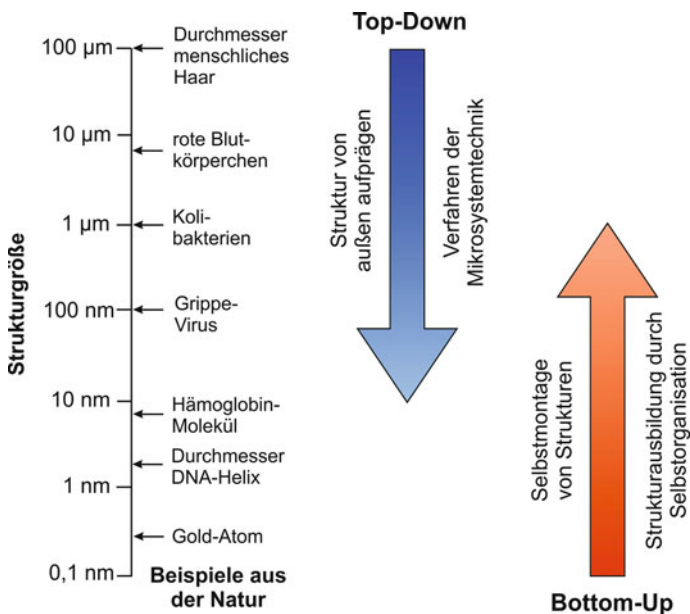 Strukturgröße
100 µm
10 µm
1 µm
100 nm
10 nm
1 nm
0,1 nm
Durchmesser
menschliches
Haar
rote Blut-
körperchen
Koli-
bakterien
Grippe-
Virus
Hämoglobin-
Molekül
Durchmesser
DNA-Helix
Gold-Atom
Beispiele aus
der Natur
Top-Down
Struktur von
außen aufprägen
Verfahren der
Mikrosystemtechnik
Selbstmontage
von Strukturen
Strukturausbildung durch
Selbstorganisation
Bottom-Up